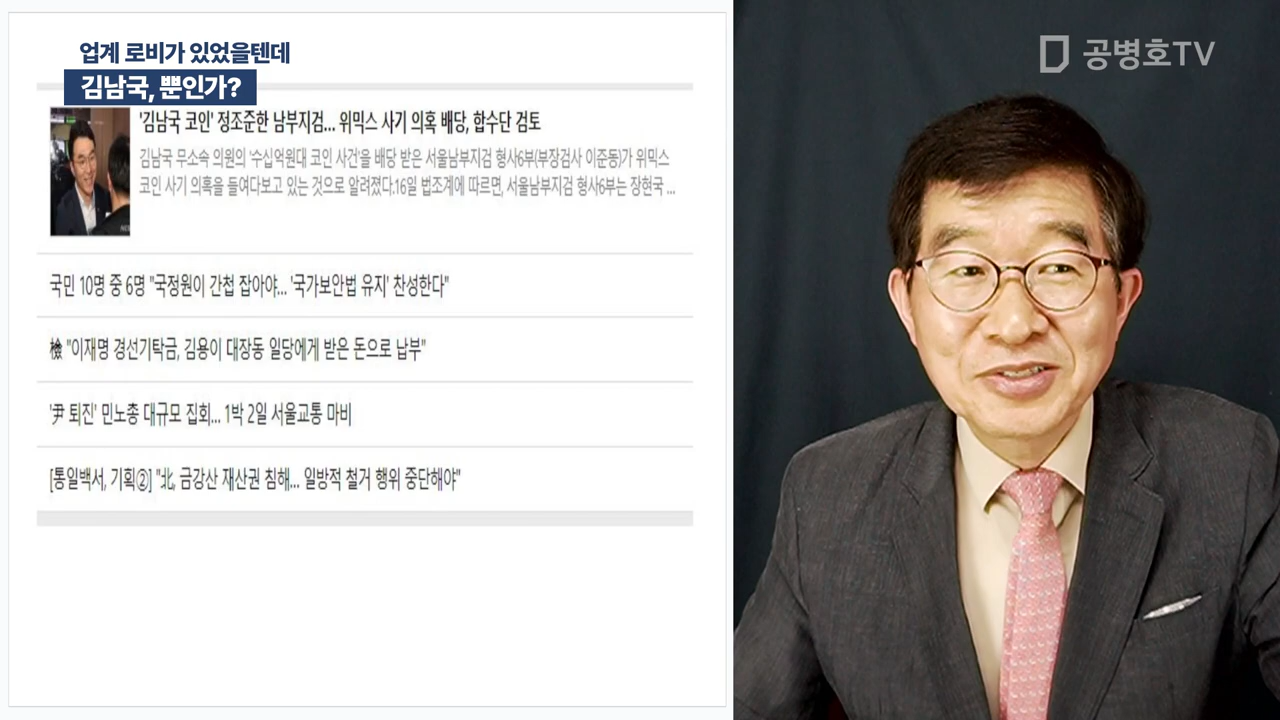 업계 로비가 있었을텐데
김남국, 뿐인가?
공병호TV
'김남국 코인' 정조준한 남부지검... 위믹스 사기 의혹 배당, 합수단 검토
김남국 무소속 의원의 '수십억원대 코인 사건'을 배당 받은 서울남부지검 형사6부(부장검사 이준동)가 위믹스
코인 사기 의혹을 들여다보고 있는 것으로 알려졌다.16일 법조계에 따르면, 서울남부지검 형사6부는 장현국 ...
국민 10명 중 6명 "국정원이 간첩 잡아야... '국가보안법 유지' 찬성한다"
檢 "이재명 경선기탁금, 김용이 대장동 일당에게 받은 돈으로 납부"
'尹 퇴진' 민노총 대규모 집회... 1박 2일 서울교통 마비
[통일백서, 기획②] "北, 금강산 재산권 침해... 일방적 철거 행위 중단해야"